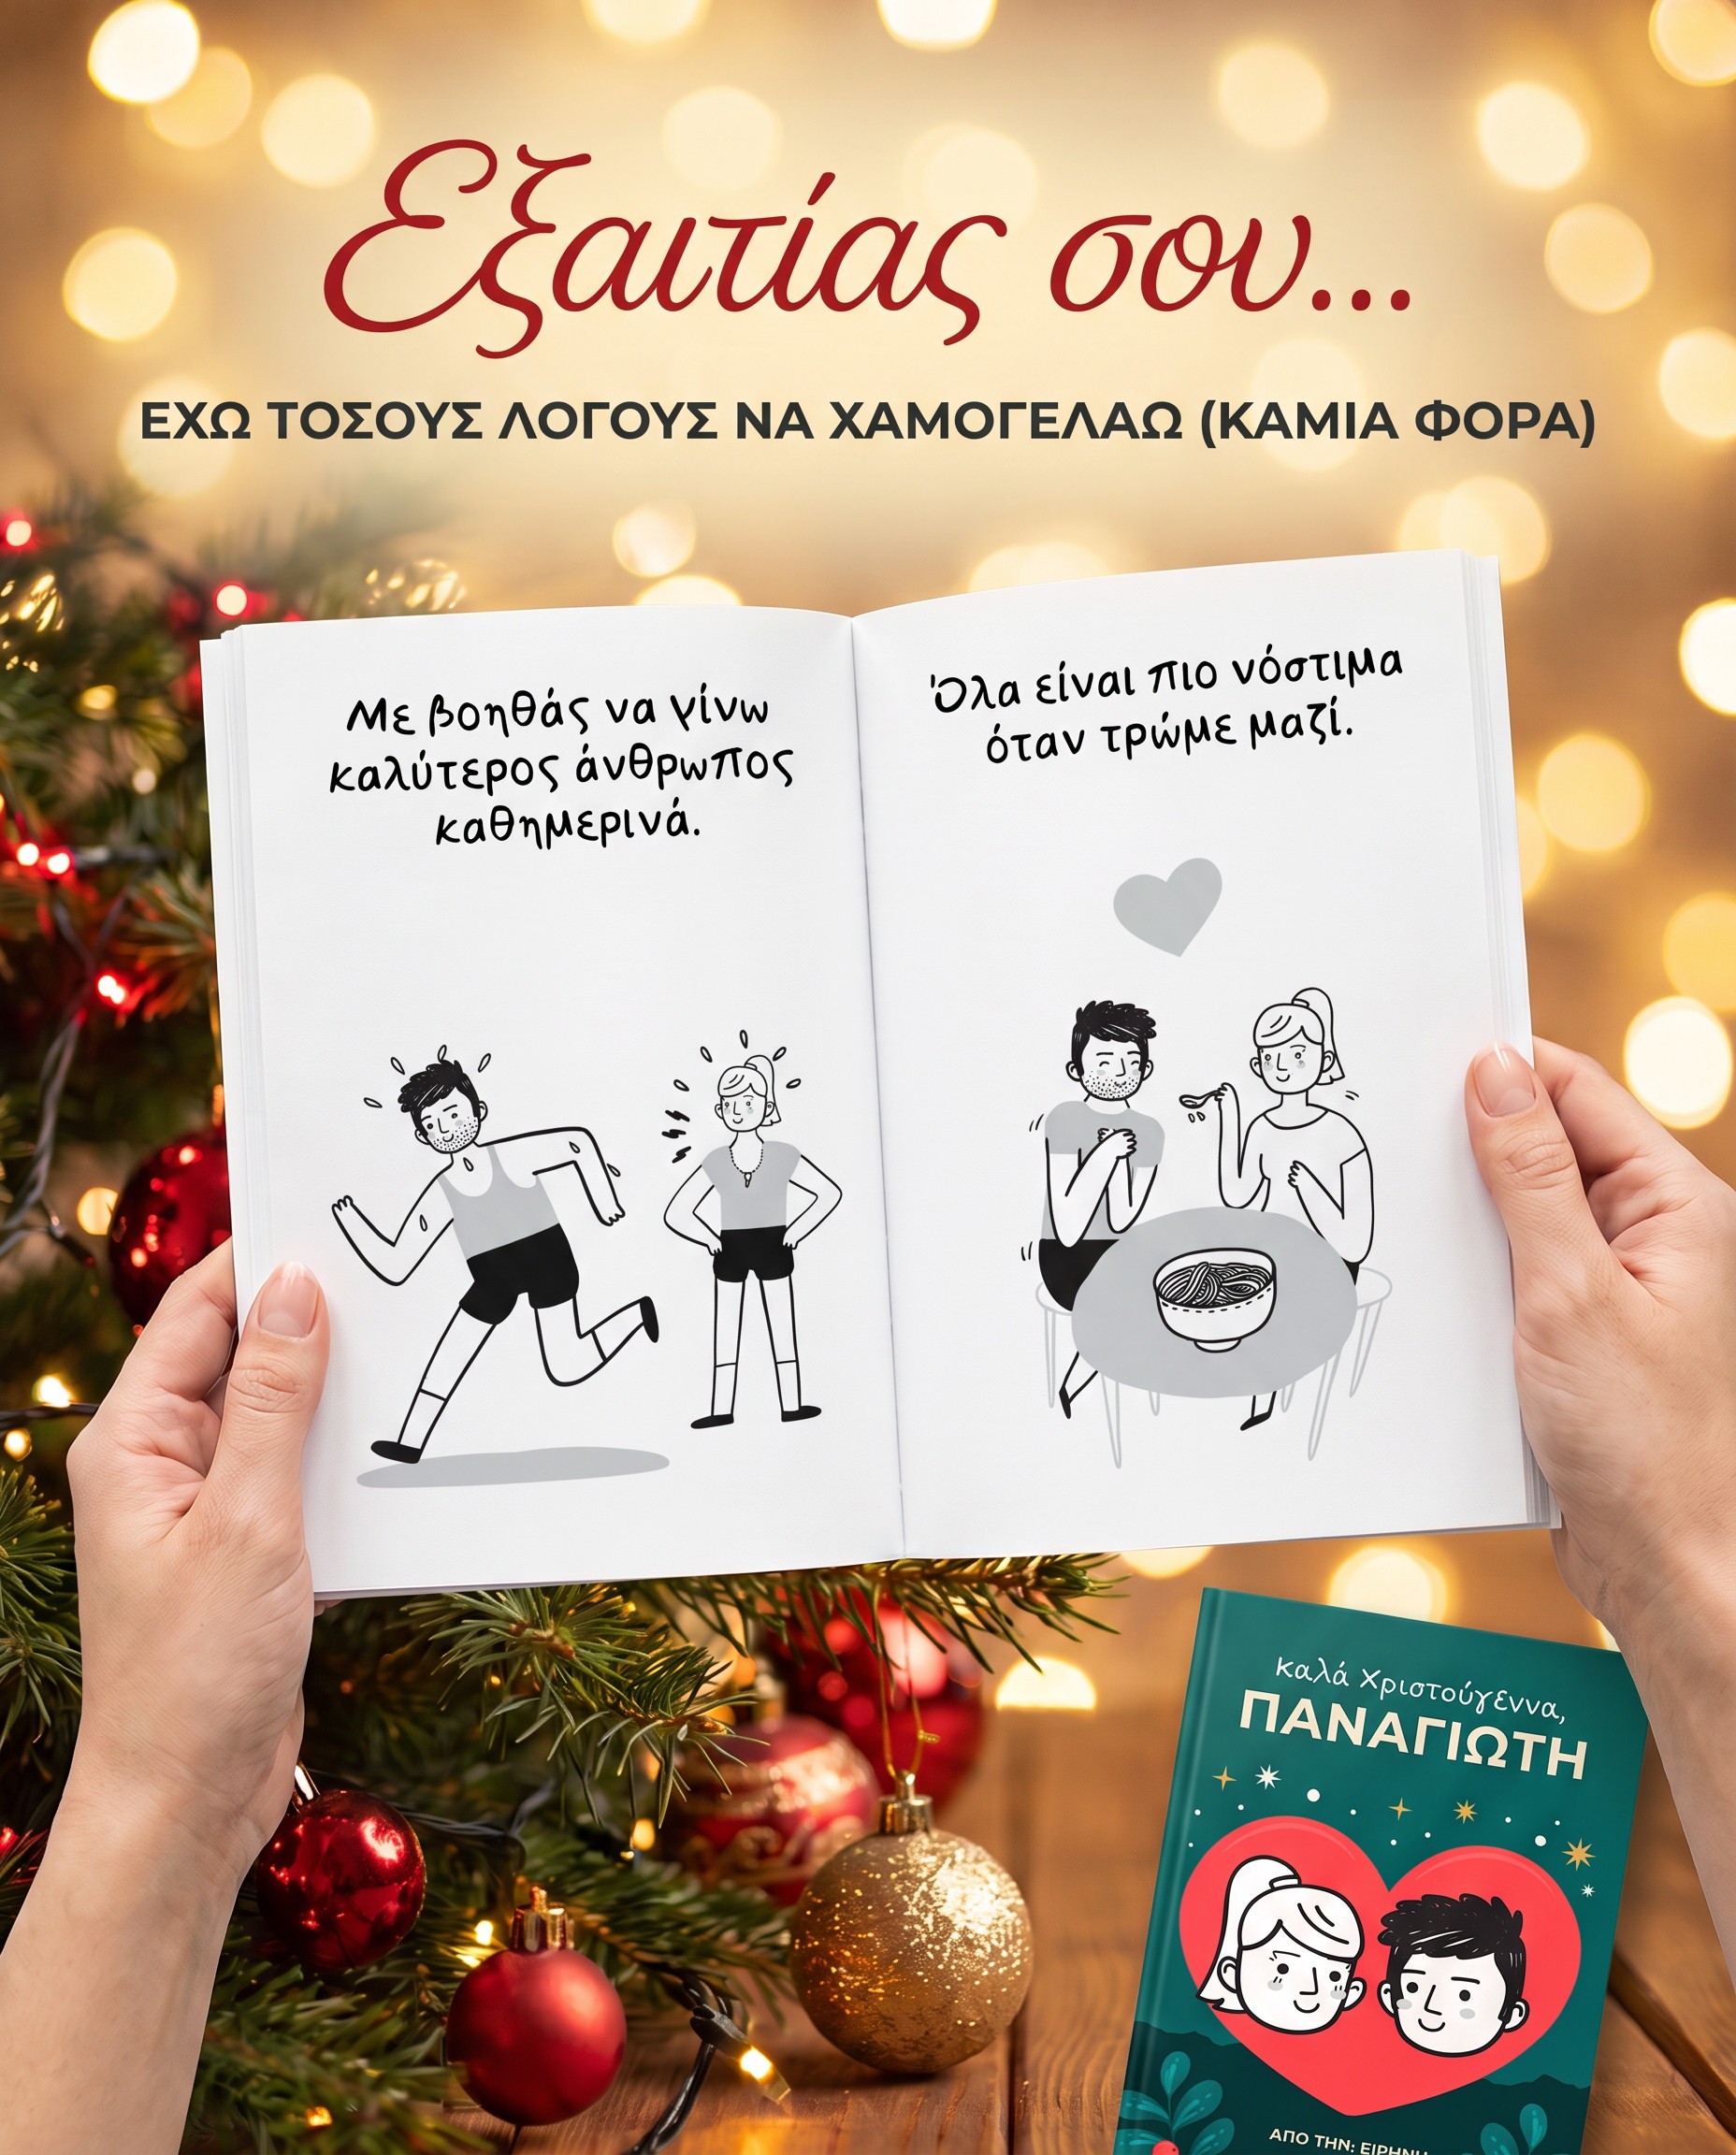 Εξαιτίας σου...
ΕΧΩ ΤΟΣΟΥΣ ΛΟΓΟΥΣ ΝΑ ΧΑΜΟΓΕΛΑΩ (ΚΑΜΙΑ ΦΟΡΑ)
Με βοηθάς να γίνω
καλύτερος άνθρωπος
καθημερινά.
Όλα είναι πιο νόστιμα
όταν τρώμε μαζί.
καλά Χριστούγεννα,
ΠΑΝΑΓΙΩΤΗ
ΑΠΟ ΤΗΝ: ΕΙΡΗΝΗ